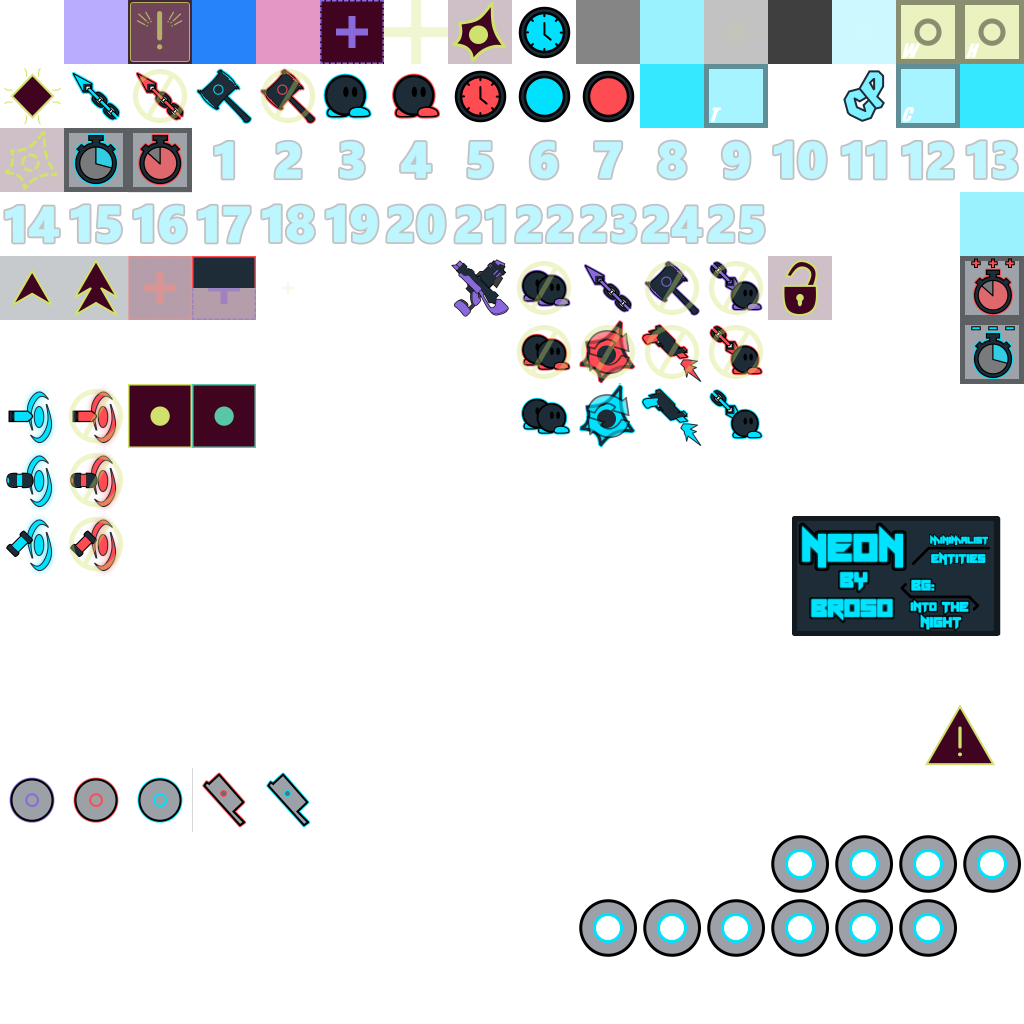 W H
T C
1 2 3 4 5 6 7 8 9 10 11 12 13
14 15 16 17 18 19 20 21 22 23 24 25
NEON
BY
BROSO
MINIMALIST
ENTITIES
BG:
INTO THE
NIGHT